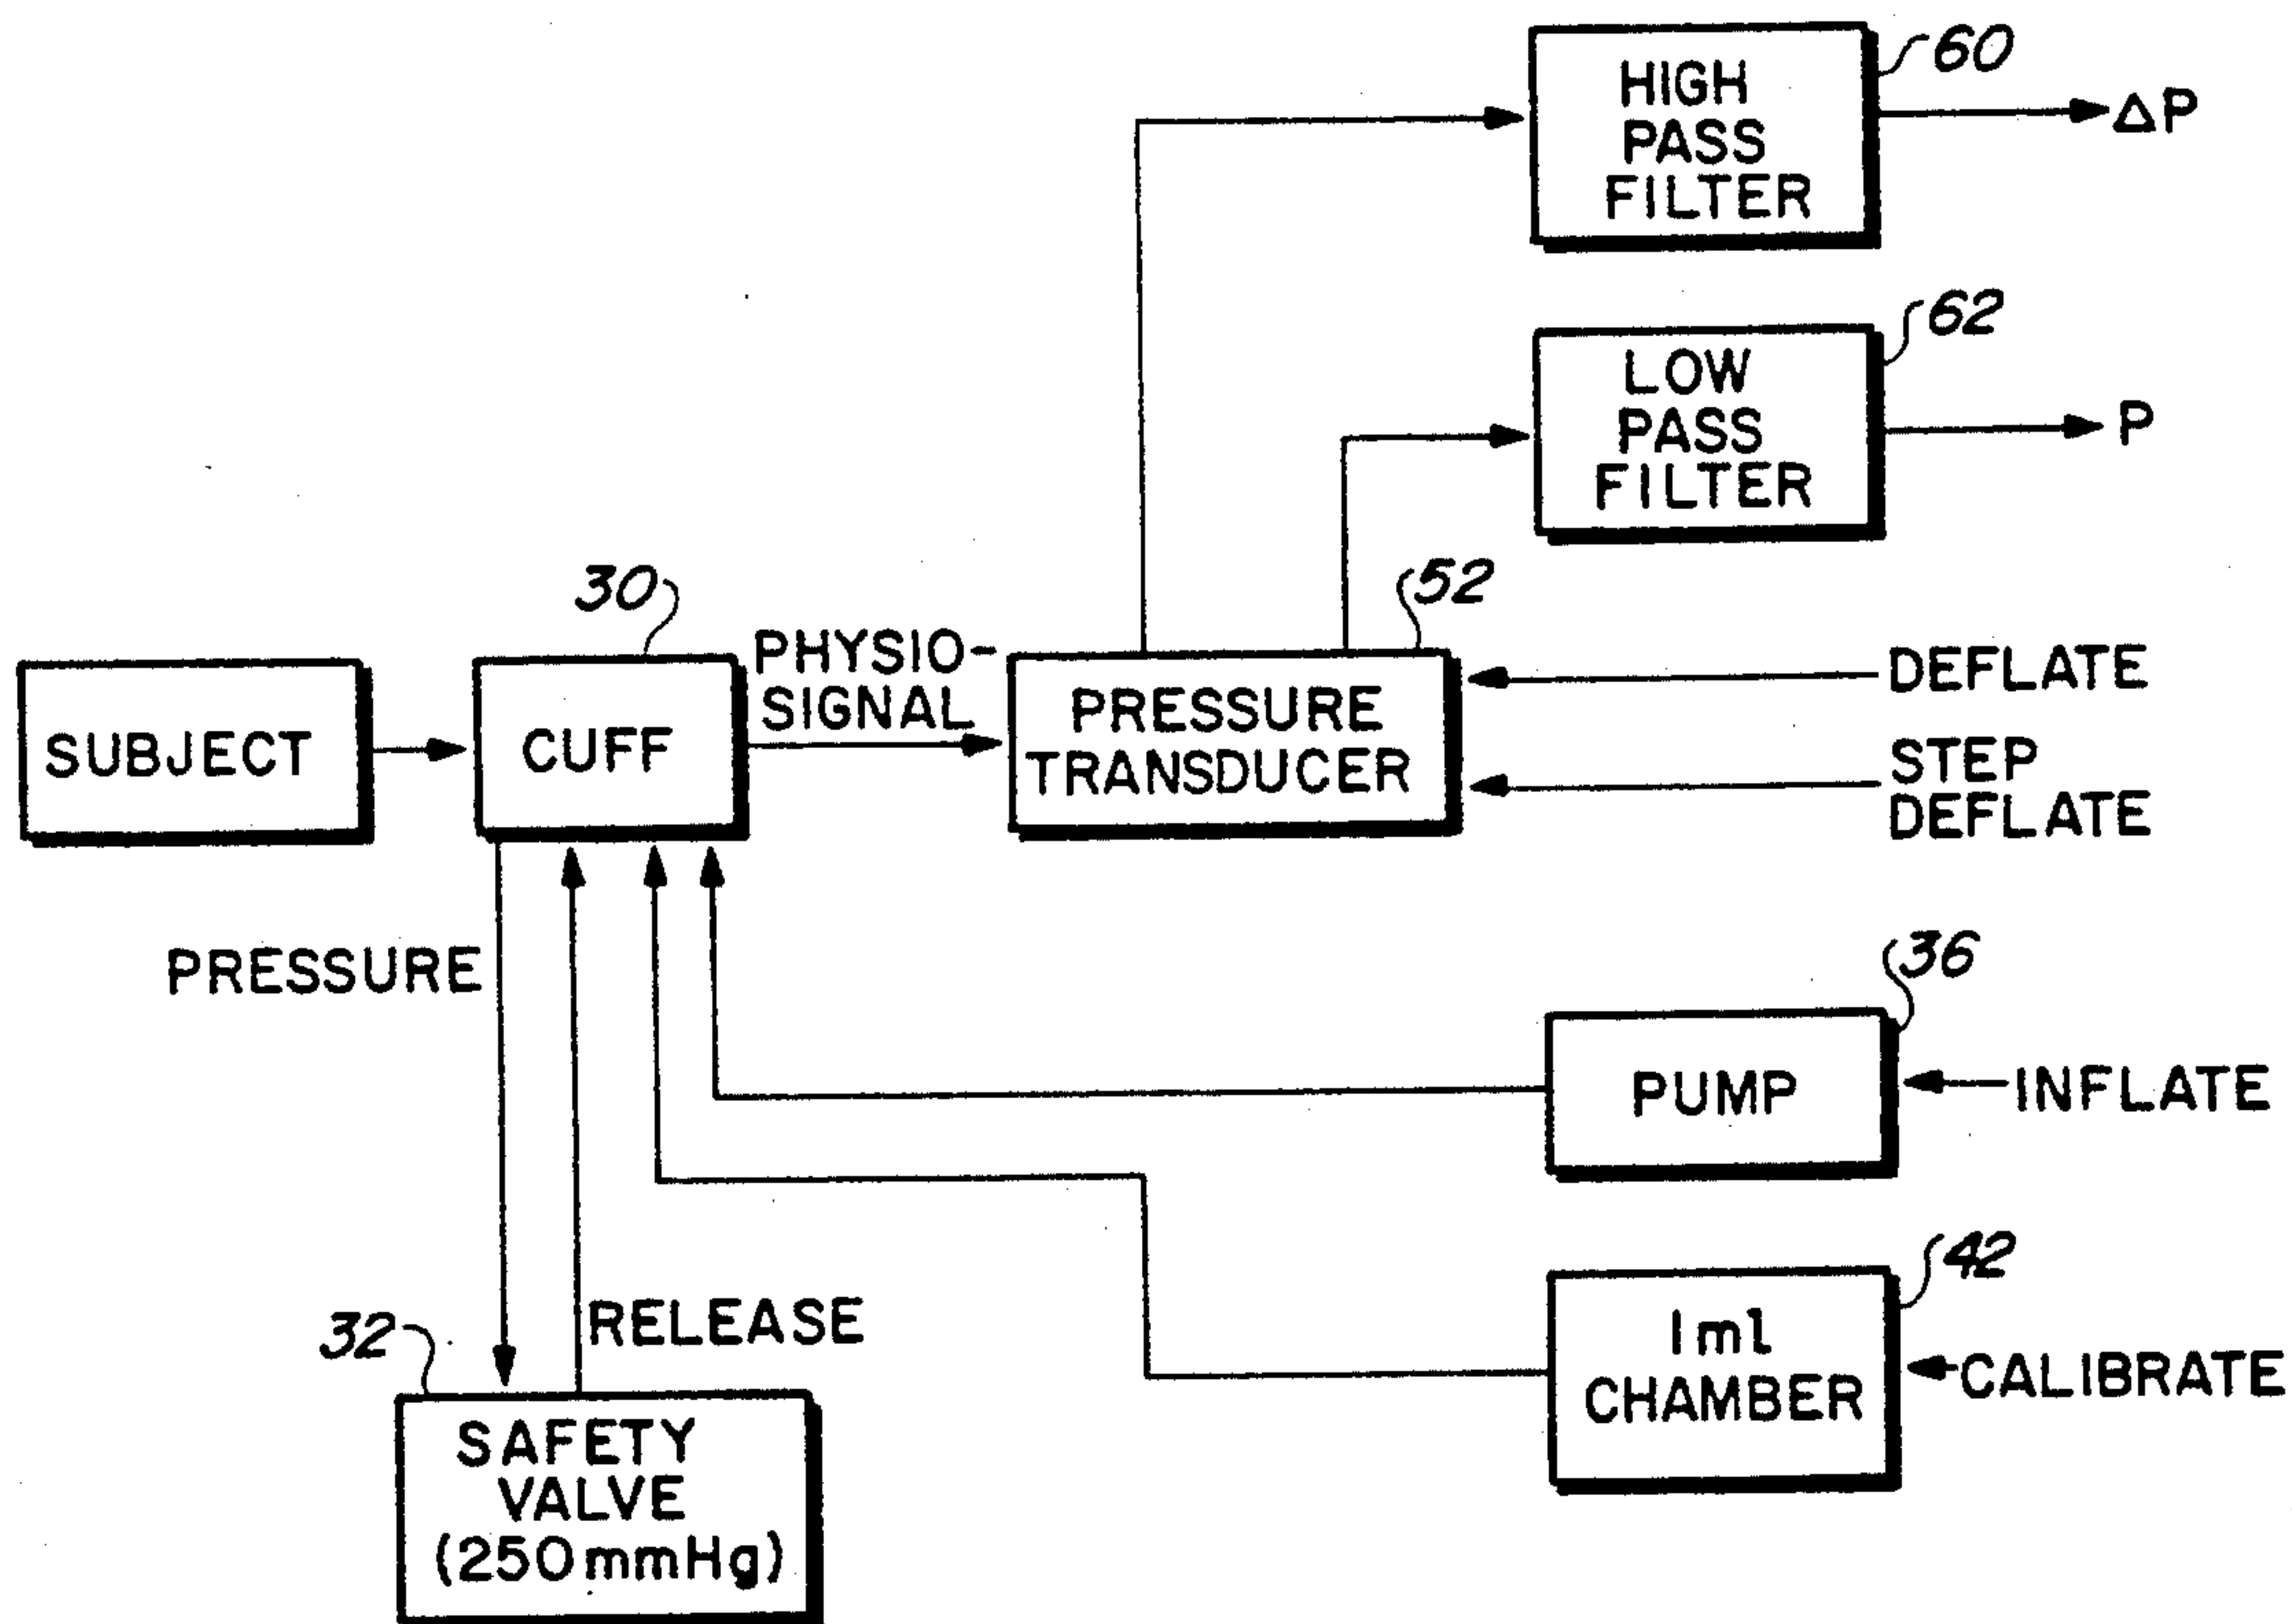 HIGH
PASS
FILTER
60
ΔP
LOW
PASS
FILTER
62
P
SUBJECT
30
CUFF
PHYSIO-
SIGNAL
52
PRESSURE
TRANSDUCER
DEFLATE
STEP
DEFLATE
PRESSURE
36
PUMP
INFLATE
RELEASE
32
SAFETY
VALVE
(250mmHg)
42
1ml
CHAMBER
CALIBRATE